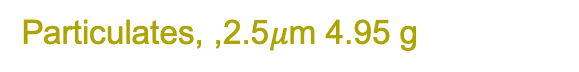 Particulates, ,2.5μm 4.95 g